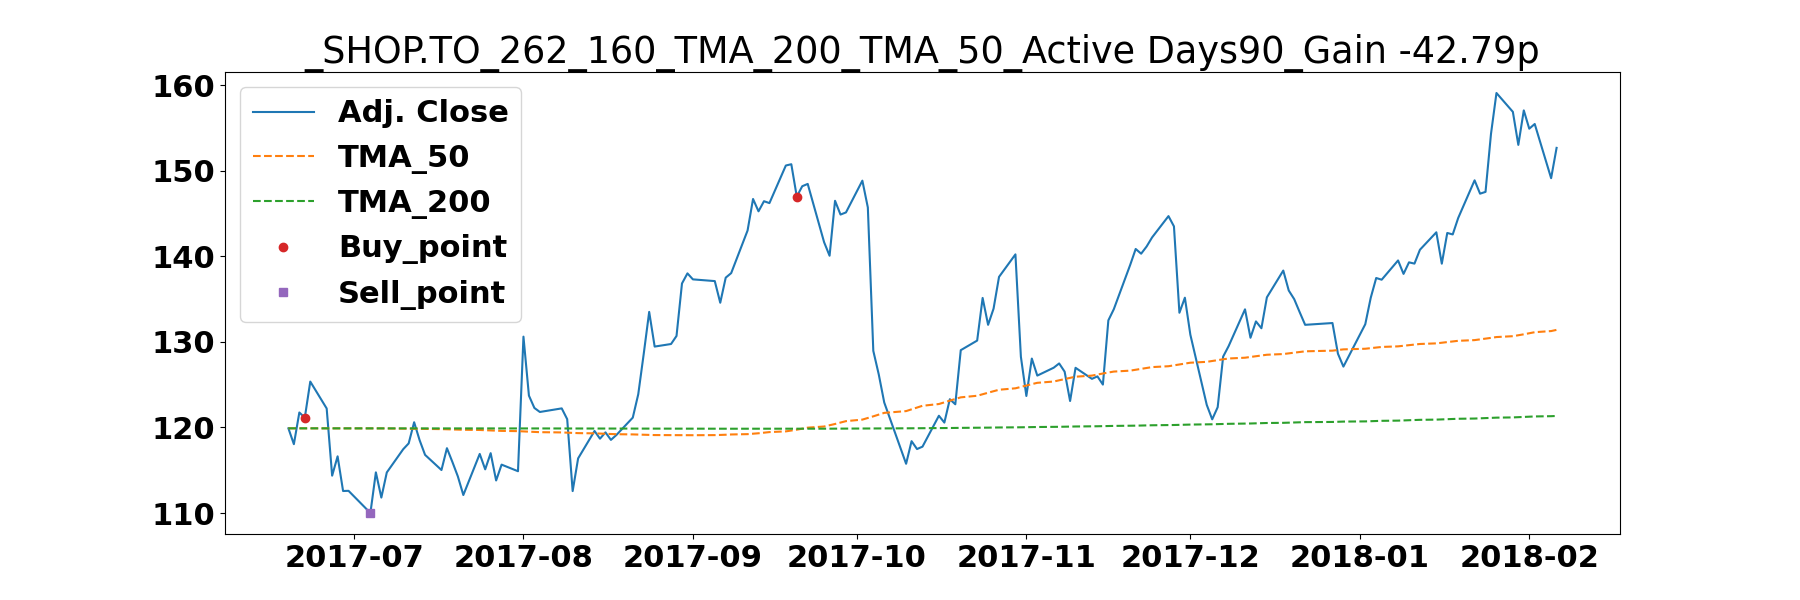 _SHOP.TO_262_160_TMA_200_TMA_50_Active Days90_Gain -42.79p
160
150
140
130
120
110
Adj. Close
TMA_50
TMA_200
Buy_point
Sell_point
2017-07 2017-08 2017-09 2017-10 2017-11 2017-12 2018-01 2018-02